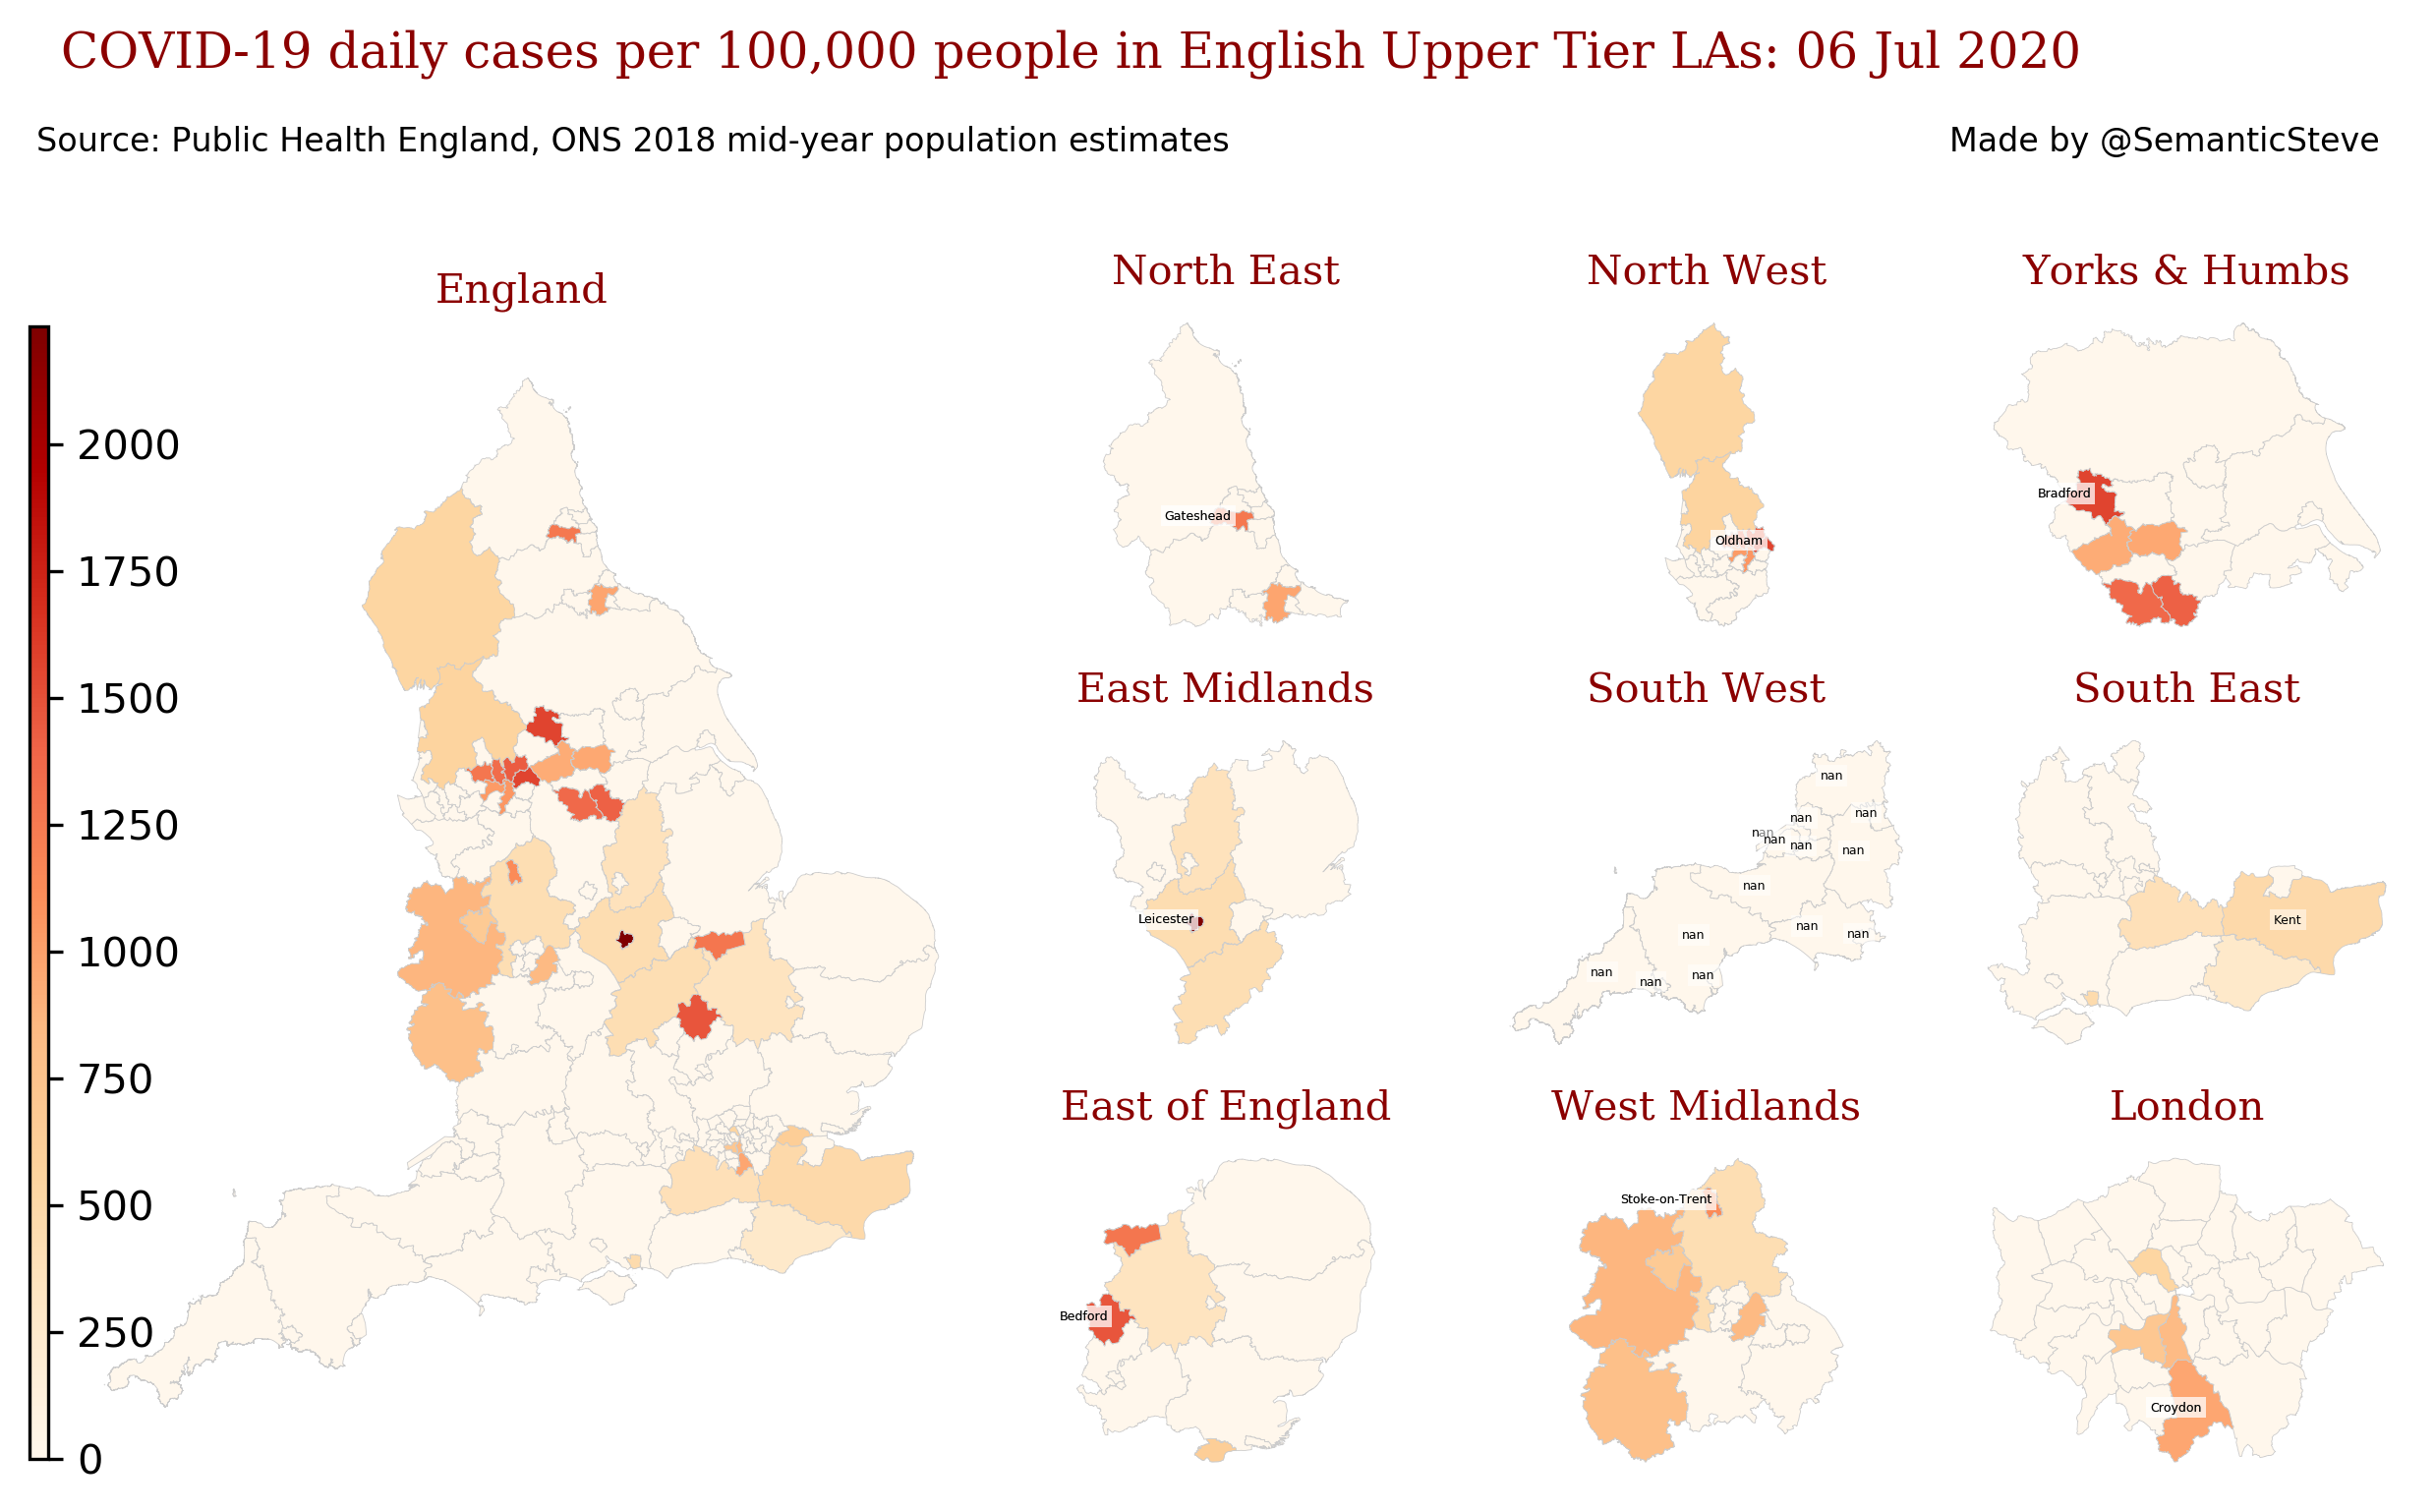 COVID-19 daily cases per 100,000 people in English Upper Tier LAs: 06 Jul 2020
Source: Public Health England, ONS 2018 mid-year population estimates
Made by @SemanticSteve
England
2000
1750
1500
1250
1000
750
500
250
0
North East
Gateshead
North West
Oldham
Yorks & Humbs
Bradford
East Midlands
Leicester
South West
nan
nan
nan
nan
nan
nan
nan
nan
nan
nan
nan
nan
nan
nan
South East
Kent
East of England
Bedford
West Midlands
Stoke-on-Trent
London
Croydon